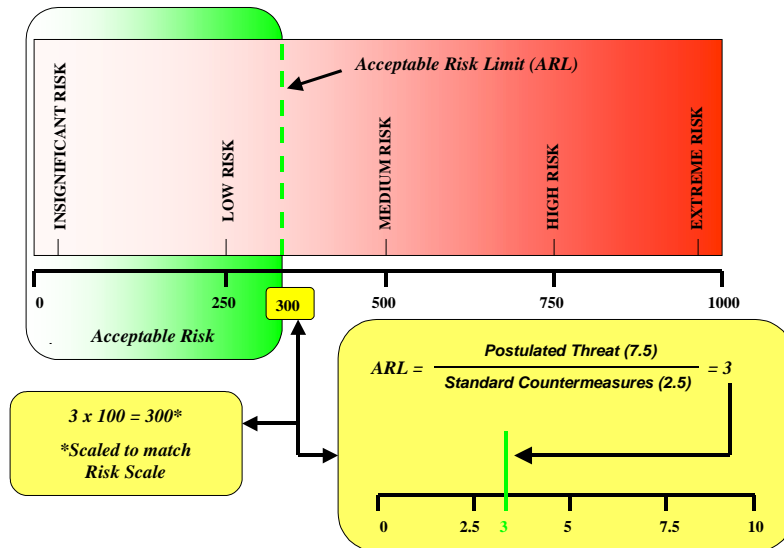 Acceptable Risk Limit (ARL)
INSIGNIFICANT RISK
LOW RISK
MEDIUM RISK
HIGH RISK
EXTREME RISK
0 250 300 500 750 1000
Acceptable Risk
3 x 100 = 300*
*Scaled to match
Risk Scale
Postulated Threat (7.5)
ARL = = 3
Standard Countermeasures (2.5)
0 2.5 3 5 7.5 10